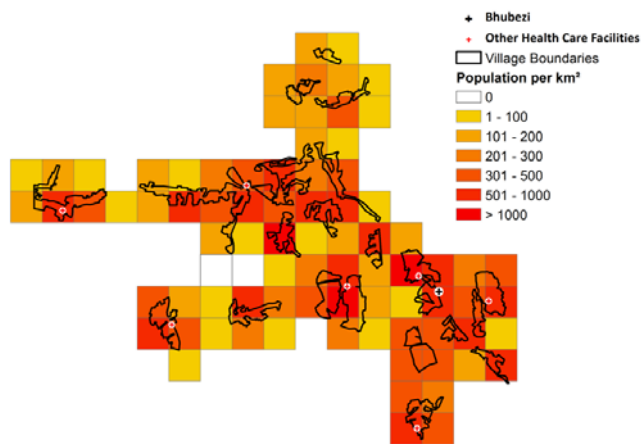 Bhubezi
Other Health Care Facilities
Village Boundaries
Population per km²
0
1 - 100
101 - 200
201 - 300
301 - 500
501 - 1000
> 1000